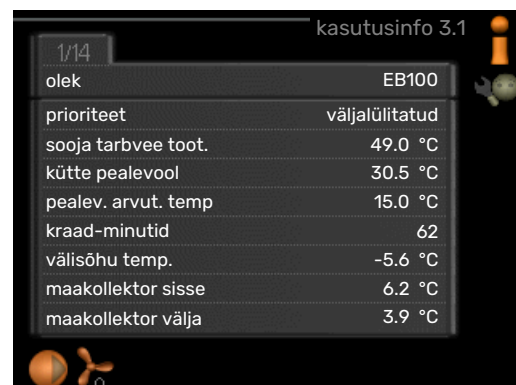 kasutusinfo 3.1
1/14
olek EB100
prioriteet väljalülitatud
sooja tarbvee toot. 49.0 °C
kütte pealevool 30.5 °C
pealev. arvut. temp 15.0 °C
kraad-minutid 62
välisõhu temp. -5.6 °C
maakollektor sisse 6.2 °C
maakollektor välja 3.9 °C
0